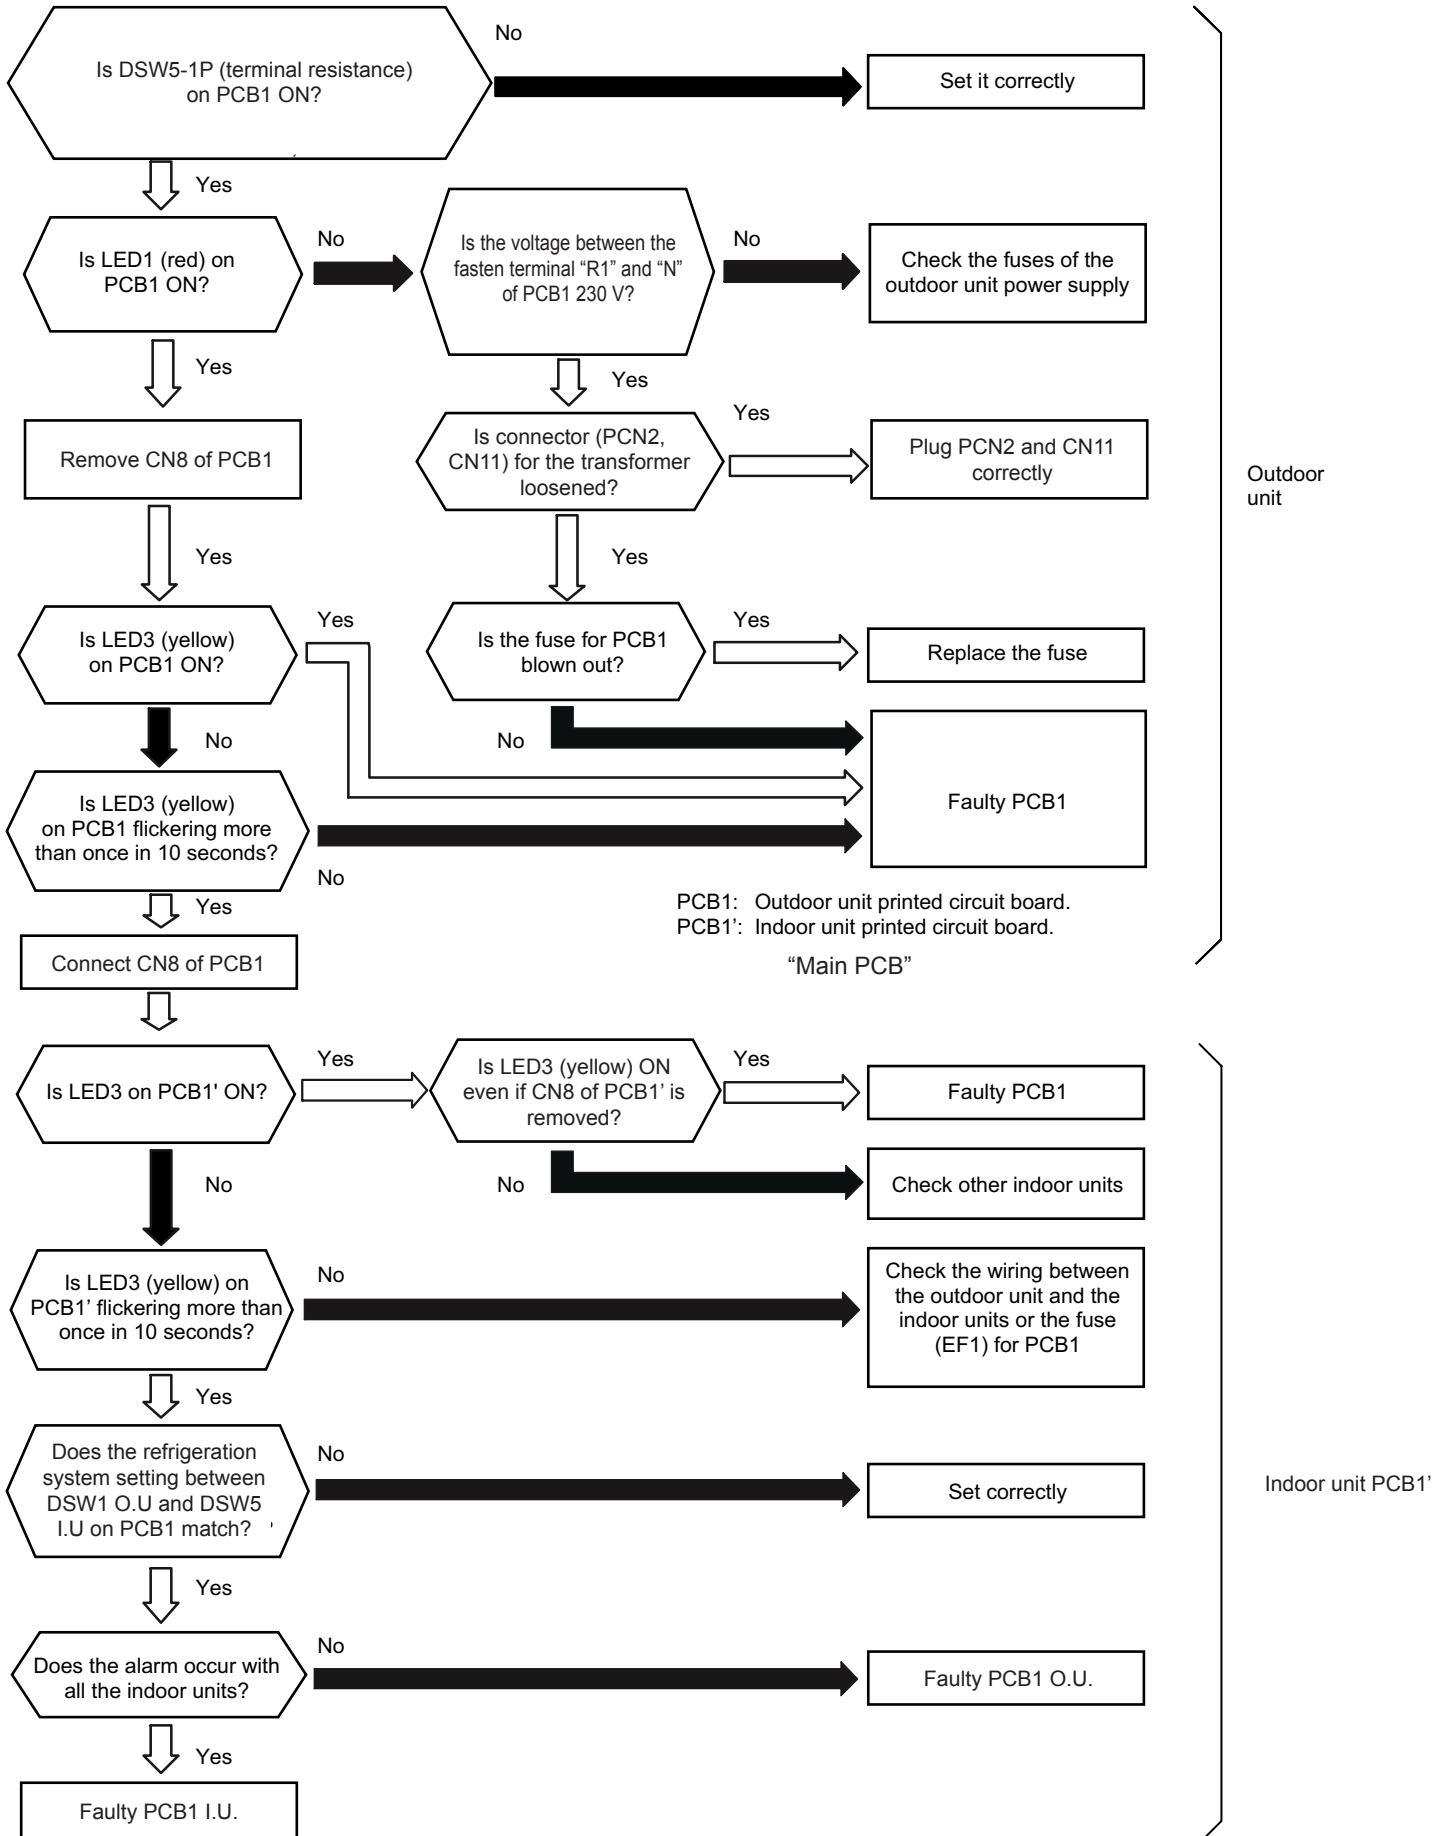 No
Is DSW5-1P (terminal resistance)
on PCB1 ON?
Set it correctly
Yes
Is LED1 (red) on
PCB1 ON?
No
Is the voltage between the
fasten terminal “R1” and “N”
of PCB1 230 V?
No
Check the fuses of the
outdoor unit power supply
Yes
Yes
Remove CN8 of PCB1
Is connector (PCN2,
CN11) for the transformer
loosened?
Yes
Plug PCN2 and CN11
correctly
Outdoor
unit
Yes
Yes
Is LED3 (yellow)
on PCB1 ON?
Yes
Is the fuse for PCB1
blown out?
Yes
Replace the fuse
No
No
Faulty PCB1
Is LED3 (yellow)
on PCB1 flickering more
than once in 10 seconds?
No
Yes
PCB1: Outdoor unit printed circuit board.
PCB1’: Indoor unit printed circuit board.
“Main PCB”
Connect CN8 of PCB1
Is LED3 on PCB1' ON?
Yes
Is LED3 (yellow) ON
even if CN8 of PCB1’ is
removed?
Yes
Faulty PCB1
No
No
Check other indoor units
Is LED3 (yellow) on
PCB1’ flickering more than
once in 10 seconds?
No
Check the wiring between
the outdoor unit and the
indoor units or the fuse
(EF1) for PCB1
Yes
Does the refrigeration
system setting between
DSW1 O.U and DSW5
I.U on PCB1 match?
No
Set correctly
Indoor unit PCB1’
Yes
Does the alarm occur with
all the indoor units?
No
Faulty PCB1 O.U.
Yes
Faulty PCB1 I.U.